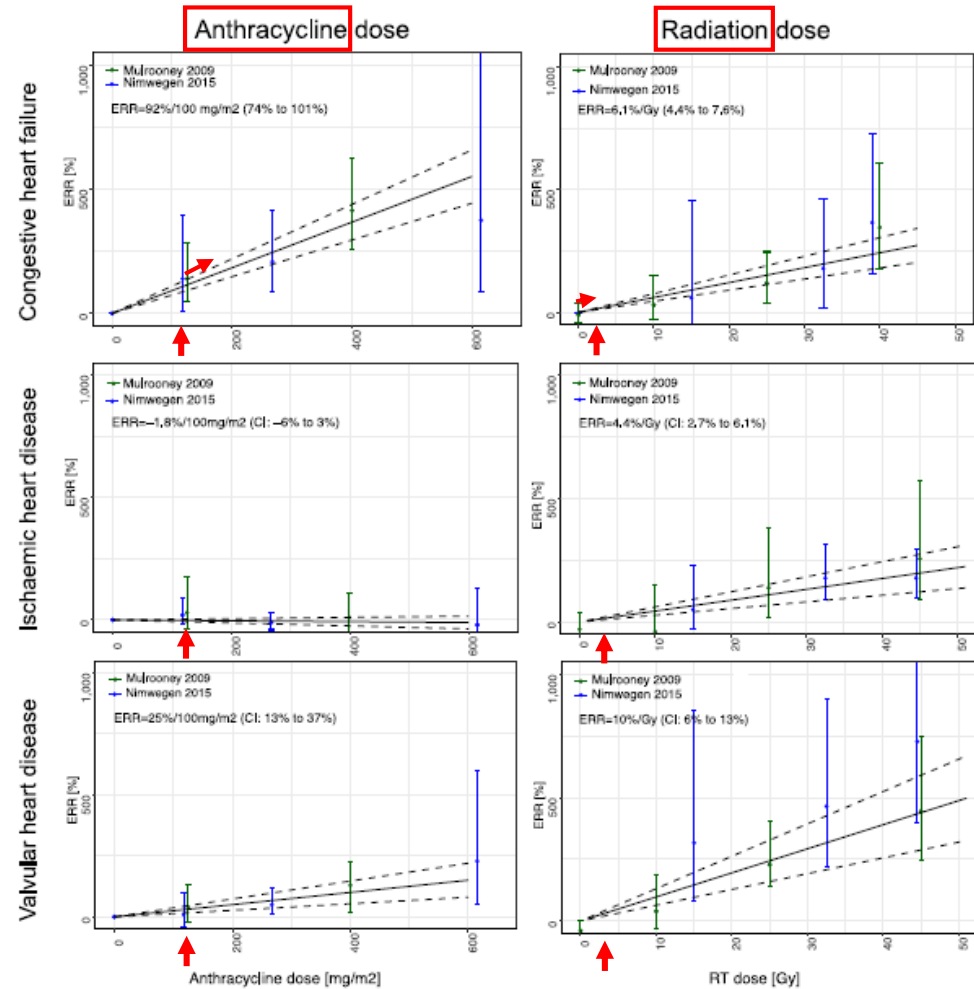 Anthracycline dose
Radiation dose
Congestive heart failure
ERR [%]
1,000
500
0
Mulrooney 2009
Nimwegen 2015
ERR=92%/100 mg/m2 (74% to 101%)
0
200
400
600
ERR [%]
1,000
500
0
Mulrooney 2009
Nimwegen 2015
ERR=6,1%/Gy (4,4% to 7,6%)
0
10
20
30
40
50
Ischaemic heart disease
ERR [%]
1,000
500
0
Mulrooney 2009
Nimwegen 2015
ERR=−1,8%/100mg/m2 (CI: −6% to 3%)
0
200
400
600
ERR [%]
1,000
500
0
Mulrooney 2009
Nimwegen 2015
ERR=4,4%/Gy (CI: 2,7% to 6,1%)
0
10
20
30
40
50
Valvular heart disease
ERR [%]
1,000
500
0
Mulrooney 2009
Nimwegen 2015
ERR=25%/100mg/m2 (CI: 13% to 37%)
0
200
400
600
Anthracycline dose [mg/m2]
ERR [%]
1,000
500
0
Mulrooney 2009
Nimwegen 2015
ERR=10%/Gy (CI: 6% to 13%)
0
10
20
30
40
50
RT dose [Gy]